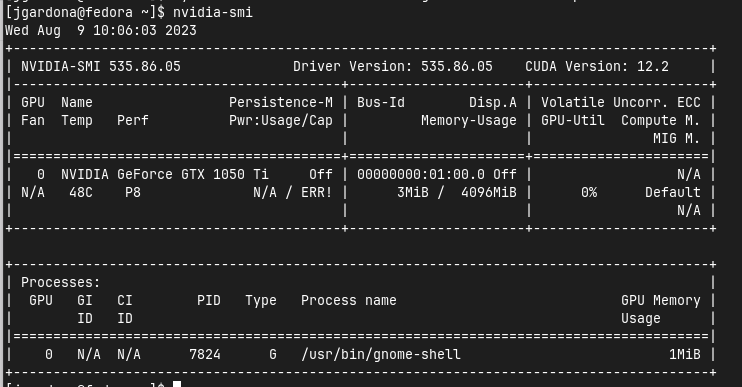 [jgardona@fedora ~]$ nvidia-smi
Wed Aug  9 10:06:03 2023
+---------------------------------------------------------------------------------------+
| NVIDIA-SMI 535.86.05              Driver Version: 535.86.05    CUDA Version: 12.2     |
|-----------------------------------------+----------------------+----------------------+
| GPU  Name                 Persistence-M | Bus-Id        Disp.A | Volatile Uncorr. ECC |
| Fan  Temp   Perf          Pwr:Usage/Cap |         Memory-Usage | GPU-Util  Compute M. |
|                                         |                      |               MIG M. |
|=========================================+======================+======================|
|   0  NVIDIA GeForce GTX 1050 Ti     Off | 00000000:01:00.0 Off |                  N/A |
| N/A   48C    P8              N/A / ERR! |      3MiB /  4096MiB |      0%      Default |
|                                         |                      |                  N/A |
+-----------------------------------------+----------------------+----------------------+

+---------------------------------------------------------------------------------------+
| Processes:                                                                            |
|  GPU   GI   CI        PID   Type   Process name                            GPU Memory |
|        ID   ID                                                             Usage      |
|=======================================================================================|
|    0   N/A  N/A      7824      G   /usr/bin/gnome-shell                          1MiB |
+---------------------------------------------------------------------------------------+
[jgardona@fedora ~]$